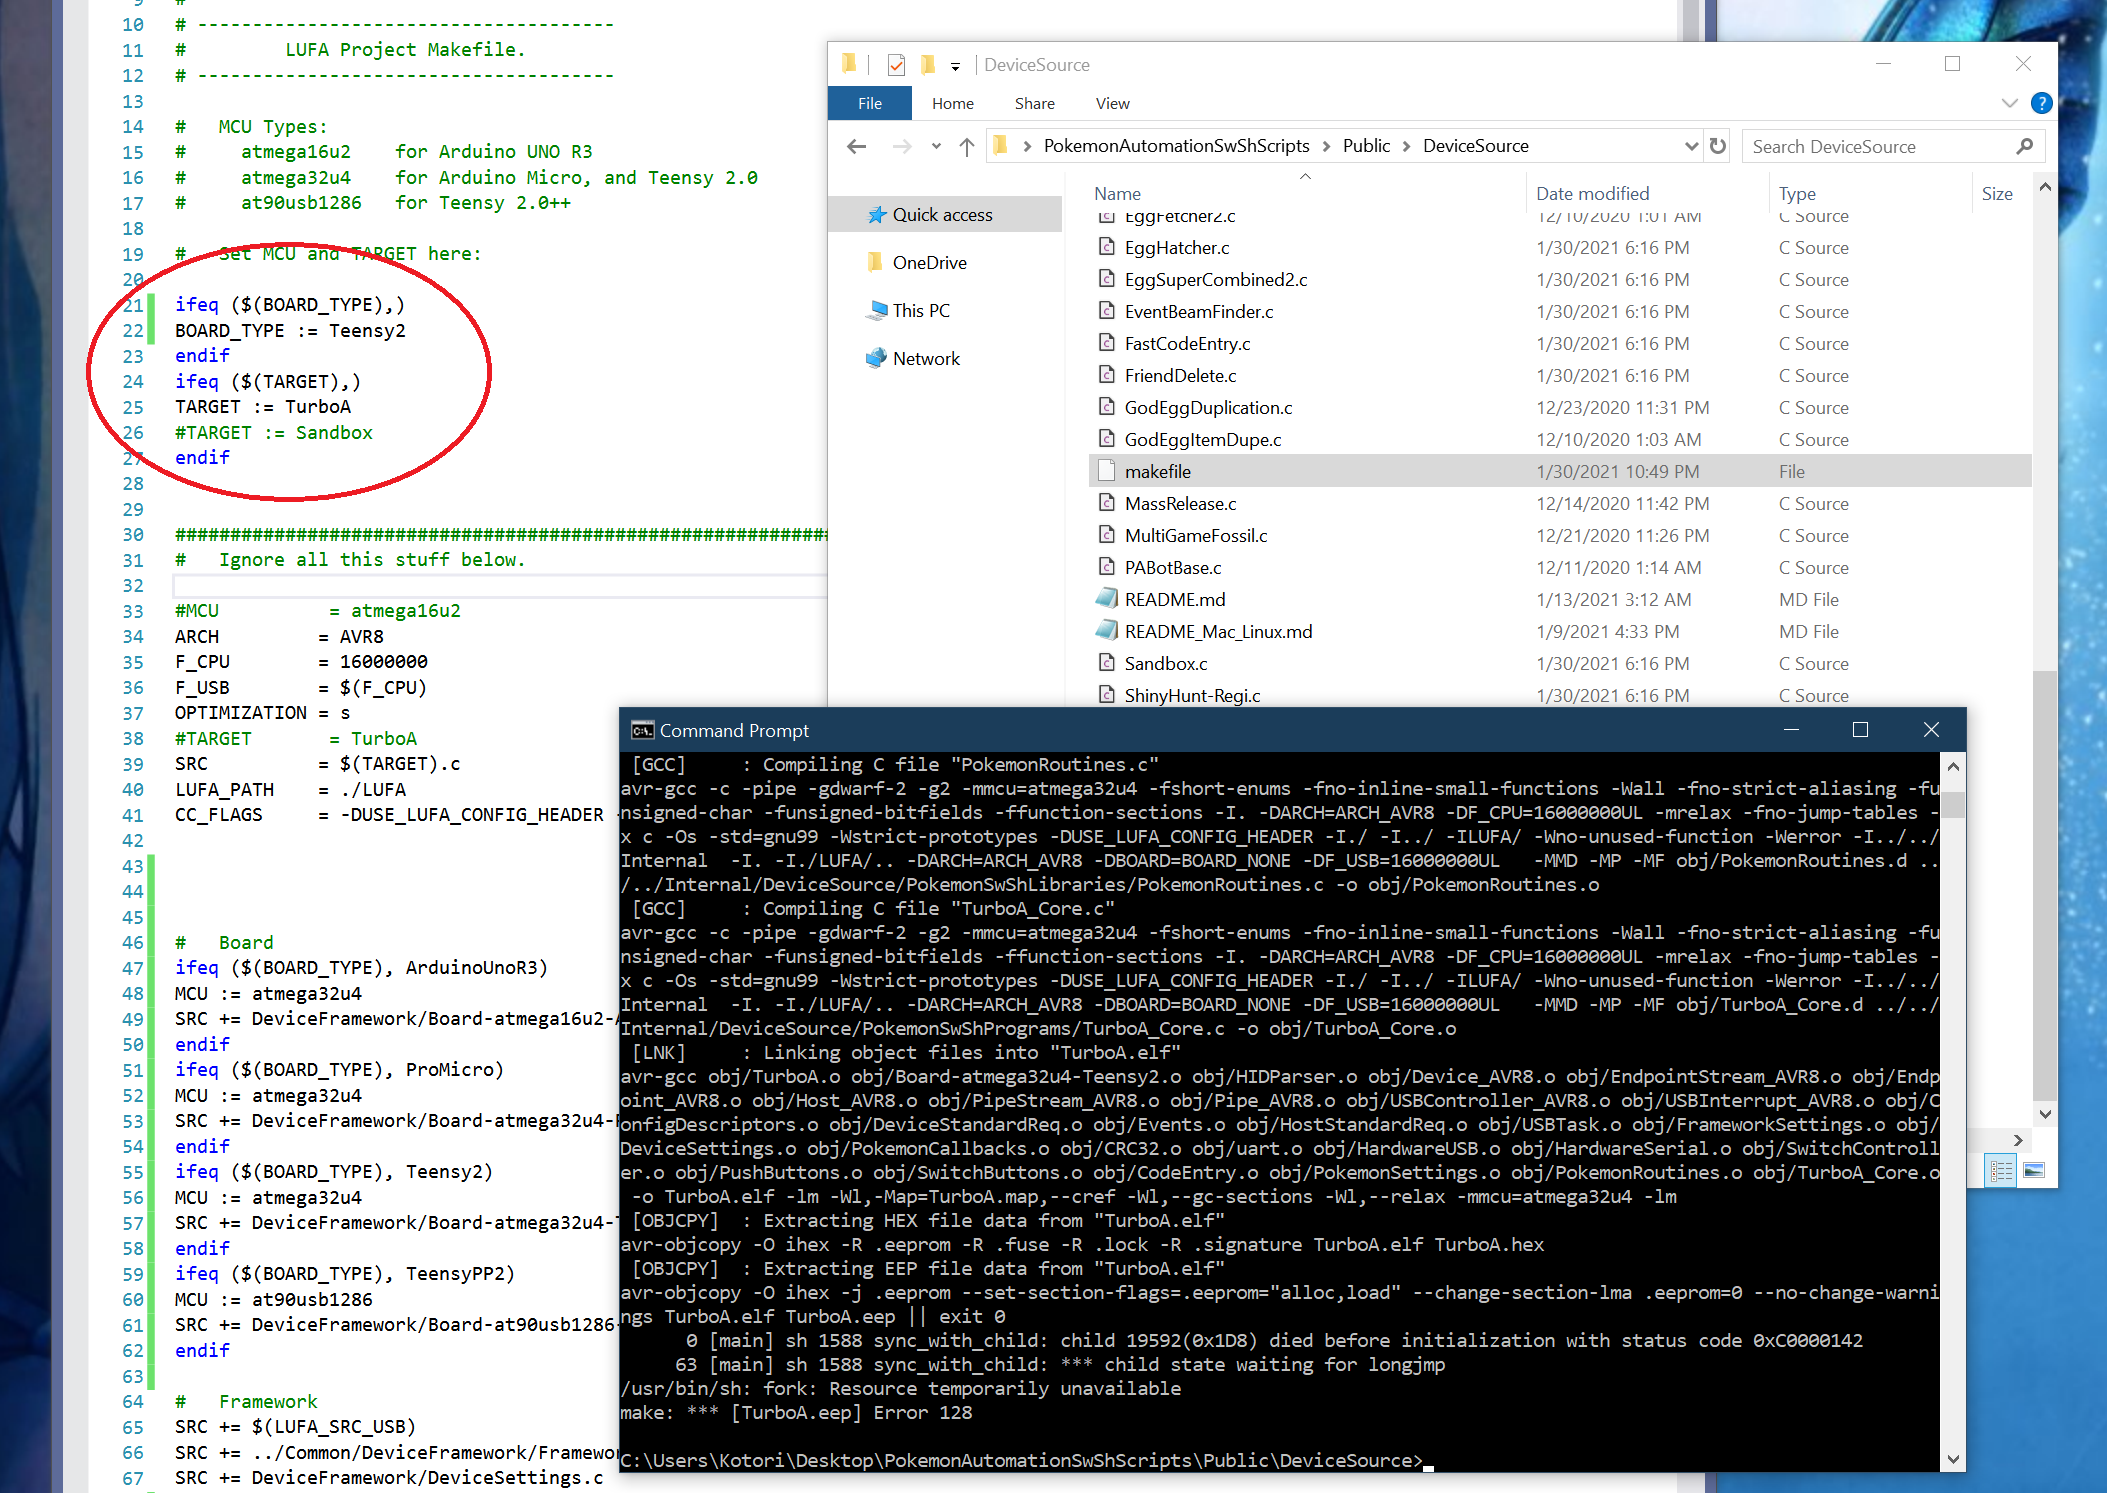 9 #
10 # --------------------------------------
11 #         LUFA Project Makefile.
12 # --------------------------------------
13
14 #   MCU Types:
15 #     atmega16u2    for Arduino UNO R3
16 #     atmega32u4    for Arduino Micro, and Teensy 2.0
17 #     at90usb1286   for Teensy 2.0++
18
19 #   Set MCU and TARGET here:
20
21 ifeq ($(BOARD_TYPE),)
22 BOARD_TYPE := Teensy2
23 endif
24 ifeq ($(TARGET),)
25 TARGET := TurboA
26 #TARGET := Sandbox
27 endif
28
29
30 ############################################################
31 #   Ignore all this stuff below.
32
33 #MCU          = atmega16u2
34 ARCH         = AVR8
35 F_CPU        = 16000000
36 F_USB        = $(F_CPU)
37 OPTIMIZATION = s
38 #TARGET       = TurboA
39 SRC          = $(TARGET).c
40 LUFA_PATH    = ./LUFA
41 CC_FLAGS     = -DUSE_LUFA_CONFIG_HEADER
42
43
44
45
46 #   Board
47 ifeq ($(BOARD_TYPE), ArduinoUnoR3)
48 MCU := atmega32u4
49 SRC += DeviceFramework/Board-atmega16u2-
50 endif
51 ifeq ($(BOARD_TYPE), ProMicro)
52 MCU := atmega32u4
53 SRC += DeviceFramework/Board-atmega32u4-
54 endif
55 ifeq ($(BOARD_TYPE), Teensy2)
56 MCU := atmega32u4
57 SRC += DeviceFramework/Board-atmega32u4-
58 endif
59 ifeq ($(BOARD_TYPE), TeensyPP2)
60 MCU := at90usb1286
61 SRC += DeviceFramework/Board-at90usb1286
62 endif
63
64 #   Framework
65 SRC += $(LUFA_SRC_USB)
66 SRC += ../Common/DeviceFramework/Framewor
67 SRC += DeviceFramework/DeviceSettings.c
DeviceSource
File Home Share View ?
PokemonAutomationSwShScripts > Public > DeviceSource
Search DeviceSource
Quick access
OneDrive
This PC
Network
Name Date modified Type Size
EggFetcher2.c 12/10/2020 1:01 AM C Source
EggHatcher.c 1/30/2021 6:16 PM C Source
EggSuperCombined2.c 1/30/2021 6:16 PM C Source
EventBeamFinder.c 1/30/2021 6:16 PM C Source
FastCodeEntry.c 1/30/2021 6:16 PM C Source
FriendDelete.c 1/30/2021 6:16 PM C Source
GodEggDuplication.c 12/23/2020 11:31 PM C Source
GodEggItemDupe.c 12/10/2020 1:03 AM C Source
makefile 1/30/2021 10:49 PM File
MassRelease.c 12/14/2020 11:42 PM C Source
MultiGameFossil.c 12/21/2020 11:26 PM C Source
PABotBase.c 12/11/2020 1:14 AM C Source
README.md 1/13/2021 3:12 AM MD File
README_Mac_Linux.md 1/9/2021 4:33 PM MD File
Sandbox.c 1/30/2021 6:16 PM C Source
ShinyHunt-Regi.c 1/30/2021 6:16 PM C Source
C:\. Command Prompt
[GCC]     : Compiling C file "PokemonRoutines.c"
avr-gcc -c -pipe -gdwarf-2 -g2 -mmcu=atmega32u4 -fshort-enums -fno-inline-small-functions -Wall -fno-strict-aliasing -fu
nsigned-char -funsigned-bitfields -ffunction-sections -I. -DARCH=ARCH_AVR8 -DF_CPU=16000000UL -mrelax -fno-jump-tables -
x c -Os -std=gnu99 -Wstrict-prototypes -DUSE_LUFA_CONFIG_HEADER -I./ -I../ -ILUFA/ -Wno-unused-function -Werror -I../../
Internal  -I. -I./LUFA/.. -DARCH=ARCH_AVR8 -DBOARD=BOARD_NONE -DF_USB=16000000UL   -MMD -MP -MF obj/PokemonRoutines.d ..
/../Internal/DeviceSource/PokemonSwShLibraries/PokemonRoutines.c -o obj/PokemonRoutines.o
[GCC]     : Compiling C file "TurboA_Core.c"
avr-gcc -c -pipe -gdwarf-2 -g2 -mmcu=atmega32u4 -fshort-enums -fno-inline-small-functions -Wall -fno-strict-aliasing -fu
nsigned-char -funsigned-bitfields -ffunction-sections -I. -DARCH=ARCH_AVR8 -DF_CPU=16000000UL -mrelax -fno-jump-tables -
x c -Os -std=gnu99 -Wstrict-prototypes -DUSE_LUFA_CONFIG_HEADER -I./ -I../ -ILUFA/ -Wno-unused-function -Werror -I../../
Internal  -I. -I./LUFA/.. -DARCH=ARCH_AVR8 -DBOARD=BOARD_NONE -DF_USB=16000000UL   -MMD -MP -MF obj/TurboA_Core.d ../../
Internal/DeviceSource/PokemonSwShPrograms/TurboA_Core.c -o obj/TurboA_Core.o
[LNK]     : Linking object files into "TurboA.elf"
avr-gcc obj/TurboA.o obj/Board-atmega32u4-Teensy2.o obj/HIDParser.o obj/Device_AVR8.o obj/EndpointStream_AVR8.o obj/Endp
oint_AVR8.o obj/Host_AVR8.o obj/PipeStream_AVR8.o obj/Pipe_AVR8.o obj/USBController_AVR8.o obj/USBInterrupt_AVR8.o obj/C
onfigDescriptors.o obj/DeviceStandardReq.o obj/Events.o obj/HostStandardReq.o obj/USBTask.o obj/FrameworkSettings.o obj/
DeviceSettings.o obj/PokemonCallbacks.o obj/CRC32.o obj/uart.o obj/HardwareUSB.o obj/HardwareSerial.o obj/SwitchControll
er.o obj/PushButtons.o obj/SwitchButtons.o obj/CodeEntry.o obj/PokemonSettings.o obj/PokemonRoutines.o obj/TurboA_Core.o
-o TurboA.elf -lm -Wl,-Map=TurboA.map,--cref -Wl,--gc-sections -Wl,--relax -mmcu=atmega32u4 -lm
[OBJCPY]  : Extracting HEX file data from "TurboA.elf"
avr-objcopy -O ihex -R .eeprom -R .fuse -R .lock -R .signature TurboA.elf TurboA.hex
[OBJCPY]  : Extracting EEP file data from "TurboA.elf"
avr-objcopy -O ihex -j .eeprom --set-section-flags=.eeprom="alloc,load" --change-section-lma .eeprom=0 --no-change-warni
ngs TurboA.elf TurboA.eep || exit 0
0 [main] sh 1588 sync_with_child: child 19592(0x1D8) died before initialization with status code 0xC0000142
63 [main] sh 1588 sync_with_child: *** child state waiting for longjmp
/usr/bin/sh: fork: Resource temporarily unavailable
make: *** [TurboA.eep] Error 128
C:\Users\Kotori\Desktop\PokemonAutomationSwShScripts\Public\DeviceSource>